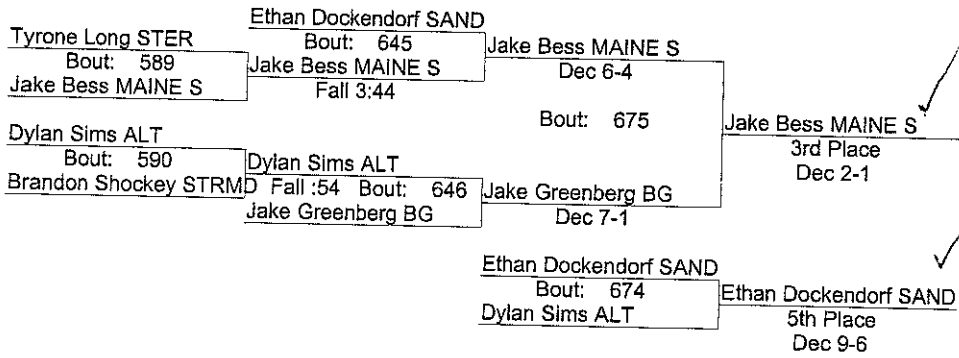 Ethan Dockendorf SAND
Tyrone Long STER
Bout: 645
Jake Bess MAINE S
Bout: 589
Jake Bess MAINE S
Dec 6-4
Jake Bess MAINE S
Fall 3:44
Bout: 675
Jake Bess MAINE S
3rd Place
Dec 2-1
Dylan Sims ALT
Bout: 590
Dylan Sims ALT
Brandon Shockey STRMD
Fall :54 Bout: 646
Jake Greenberg BG
Jake Greenberg BG
Dec 7-1
Ethan Dockendorf SAND
Bout: 674
Ethan Dockendorf SAND
Dylan Sims ALT
5th Place
Dec 9-6